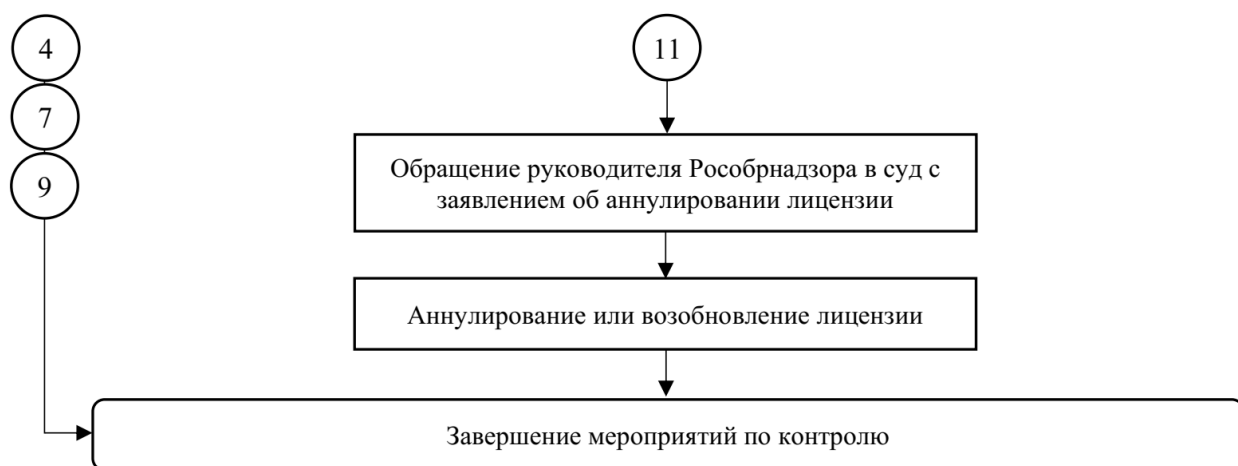 4
11
7
9
Обращение руководителя Рособрнадзора в суд с
заявлением об аннулировании лицензии
Аннулирование или возобновление лицензии
Завершение мероприятий по контролю